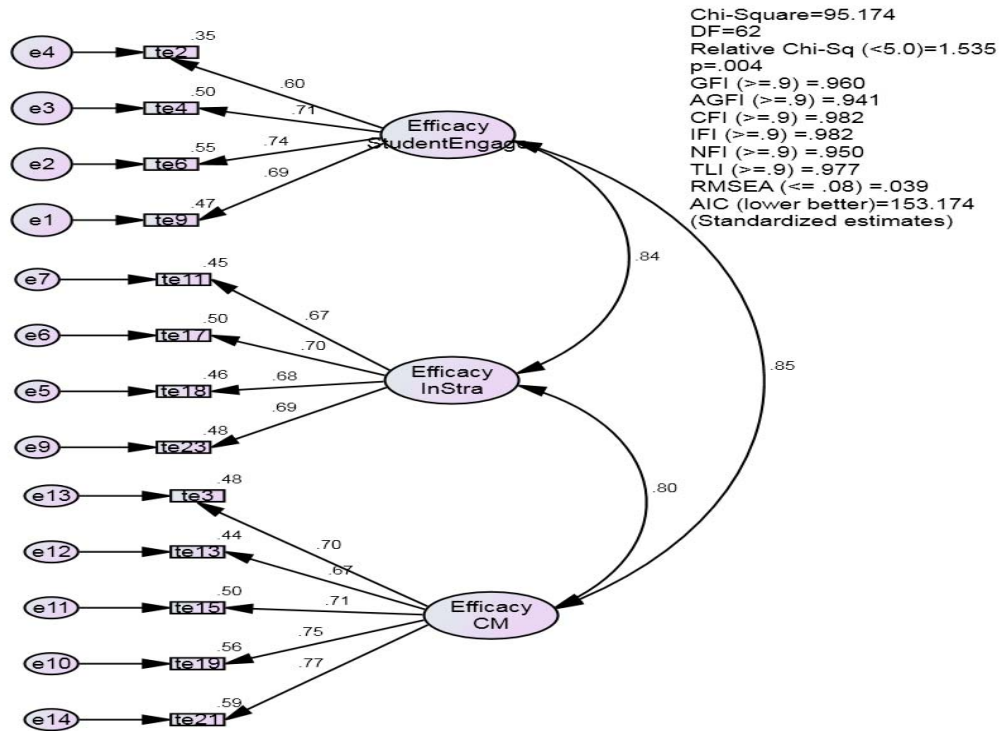 Chi-Square=95.174
DF=62
Relative Chi-Sq (<5.0)=1.535
p=.004
GFI (>=.9) =.960
AGFI (>=.9) =.941
CFI (>=.9) =.982
IFI (>=.9) =.982
NFI (>=.9) =.950
TLI (>=.9) =.977
RMSEA (<= .08) =.039
AIC (lower better)=153.174
(Standardized estimates)
e4
te2
.35
.60
e3
te4
.50
.71
e2
te6
.55
.74
e1
te9
.47
.69
Efficacy
StudentEngage
e7
te11
.45
.67
e6
te17
.50
.70
e5
te18
.46
.68
e9
te23
.48
.69
Efficacy
InStra
e13
te3
.48
.70
e12
te13
.44
.67
e11
te15
.50
.71
e10
te19
.56
.75
e14
te21
.59
.77
Efficacy
CM
.84
.85
.80